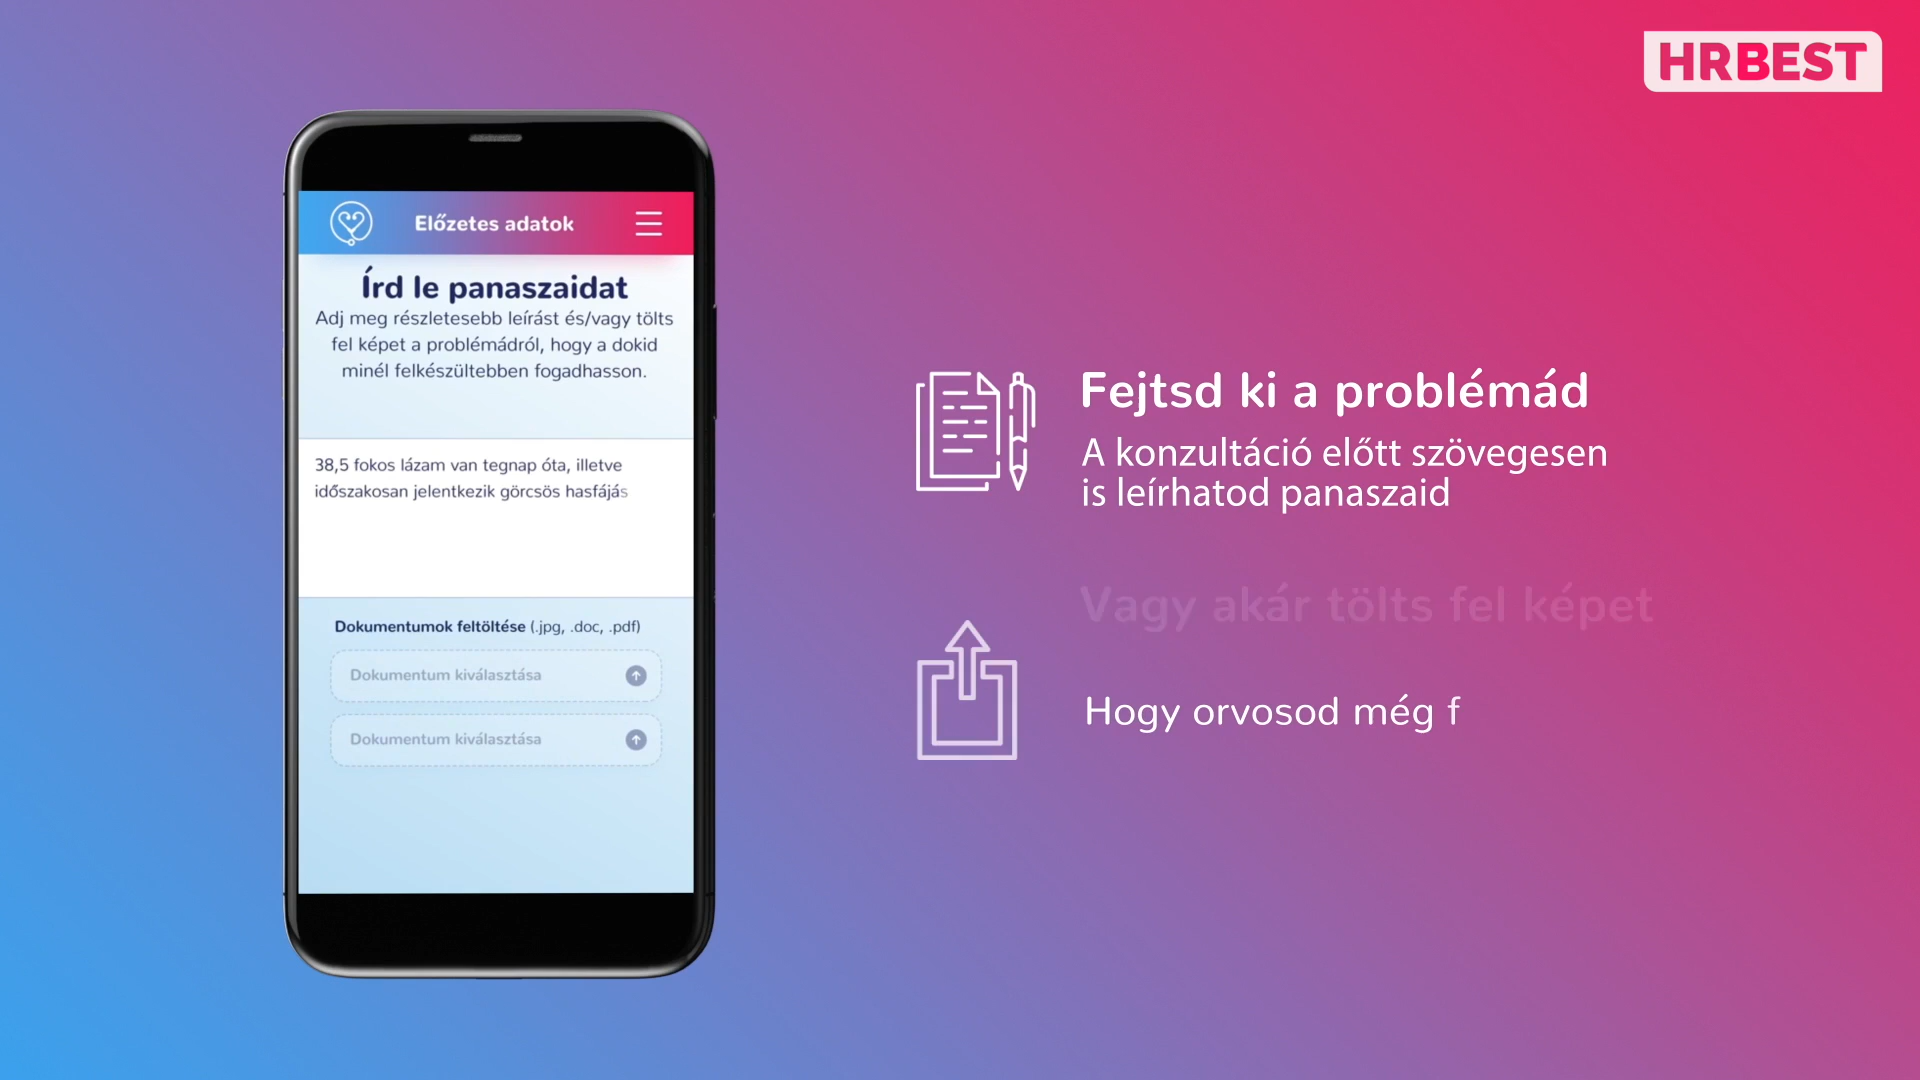 HRBEST
Előzetes adatok
Írd le panaszaidat
Adj meg részletesebb leírást és/vagy tölts
fel képet a problémádról, hogy a dokid
minél felkészültebben fogadhasson.
38,5 fokos lázam van tegnap óta, illetve
időszakosan jelentkezik görcsös hasfájás
Dokumentumok feltöltése (.jpg, .doc, .pdf)
Dokumentum kiválasztása
Dokumentum kiválasztása
Fejtsd ki a problémád
A konzultáció előtt szövegesen
is leírhatod panaszaid
Vagy akár tölts fel képet
Hogy orvosod még f